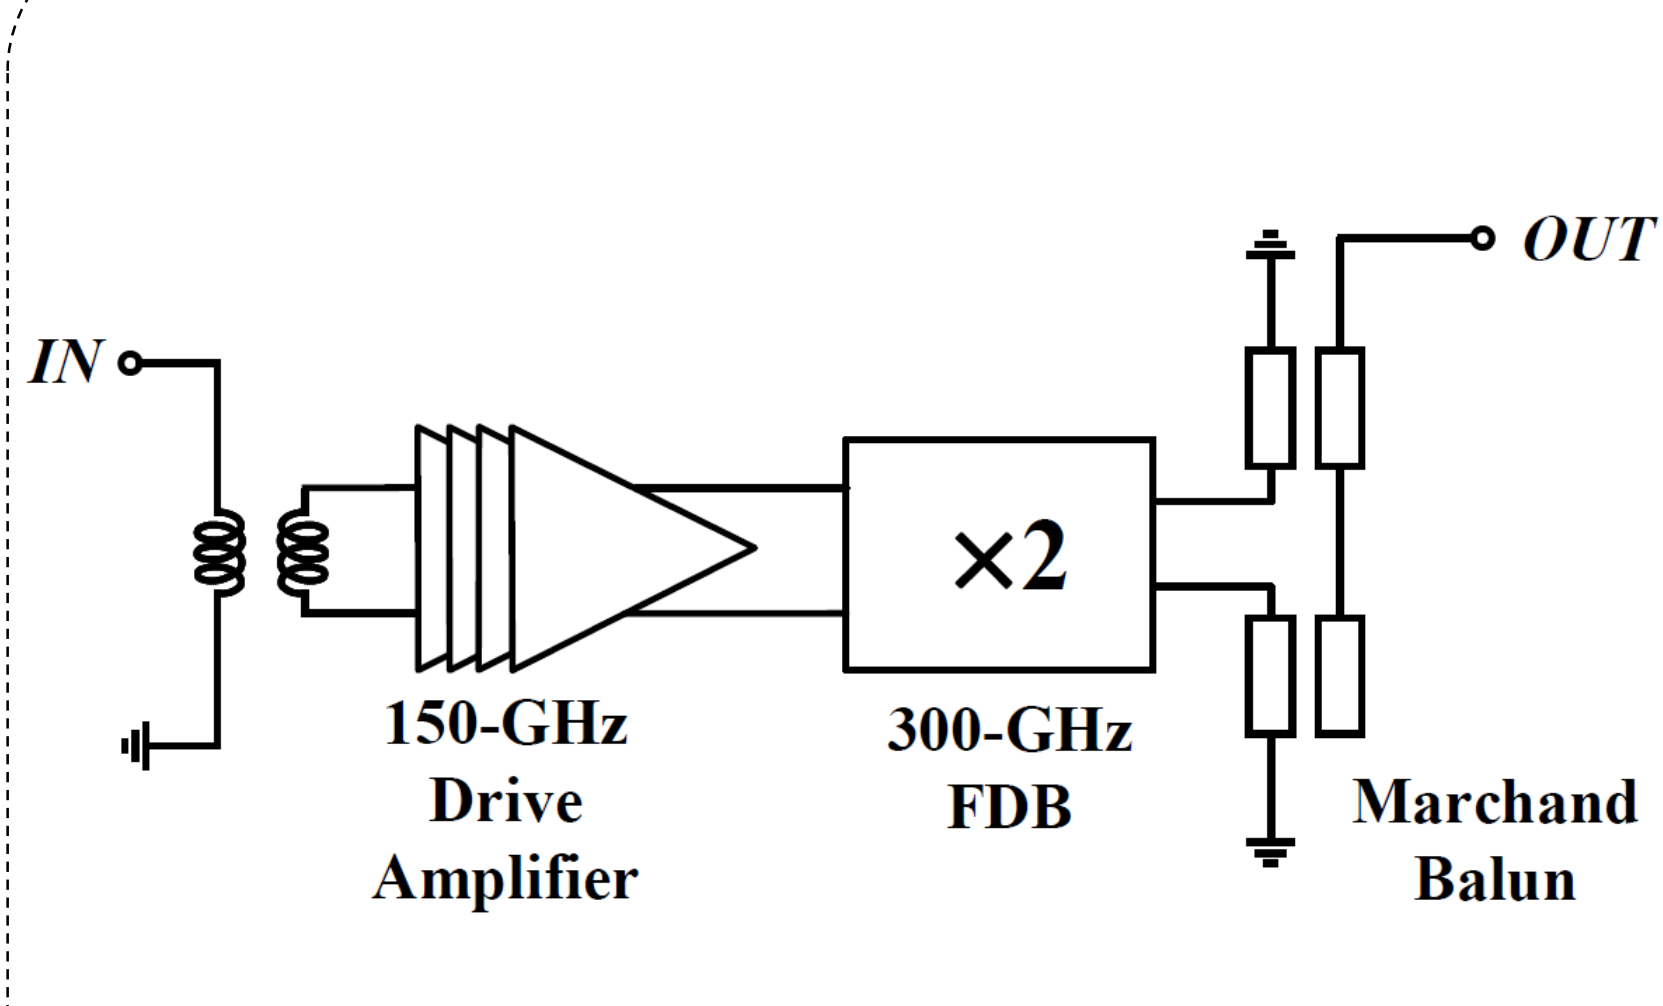 OUT
IN
×2
150-GHz
Drive
Amplifier
300-GHz
FDB
Marchand
Balun